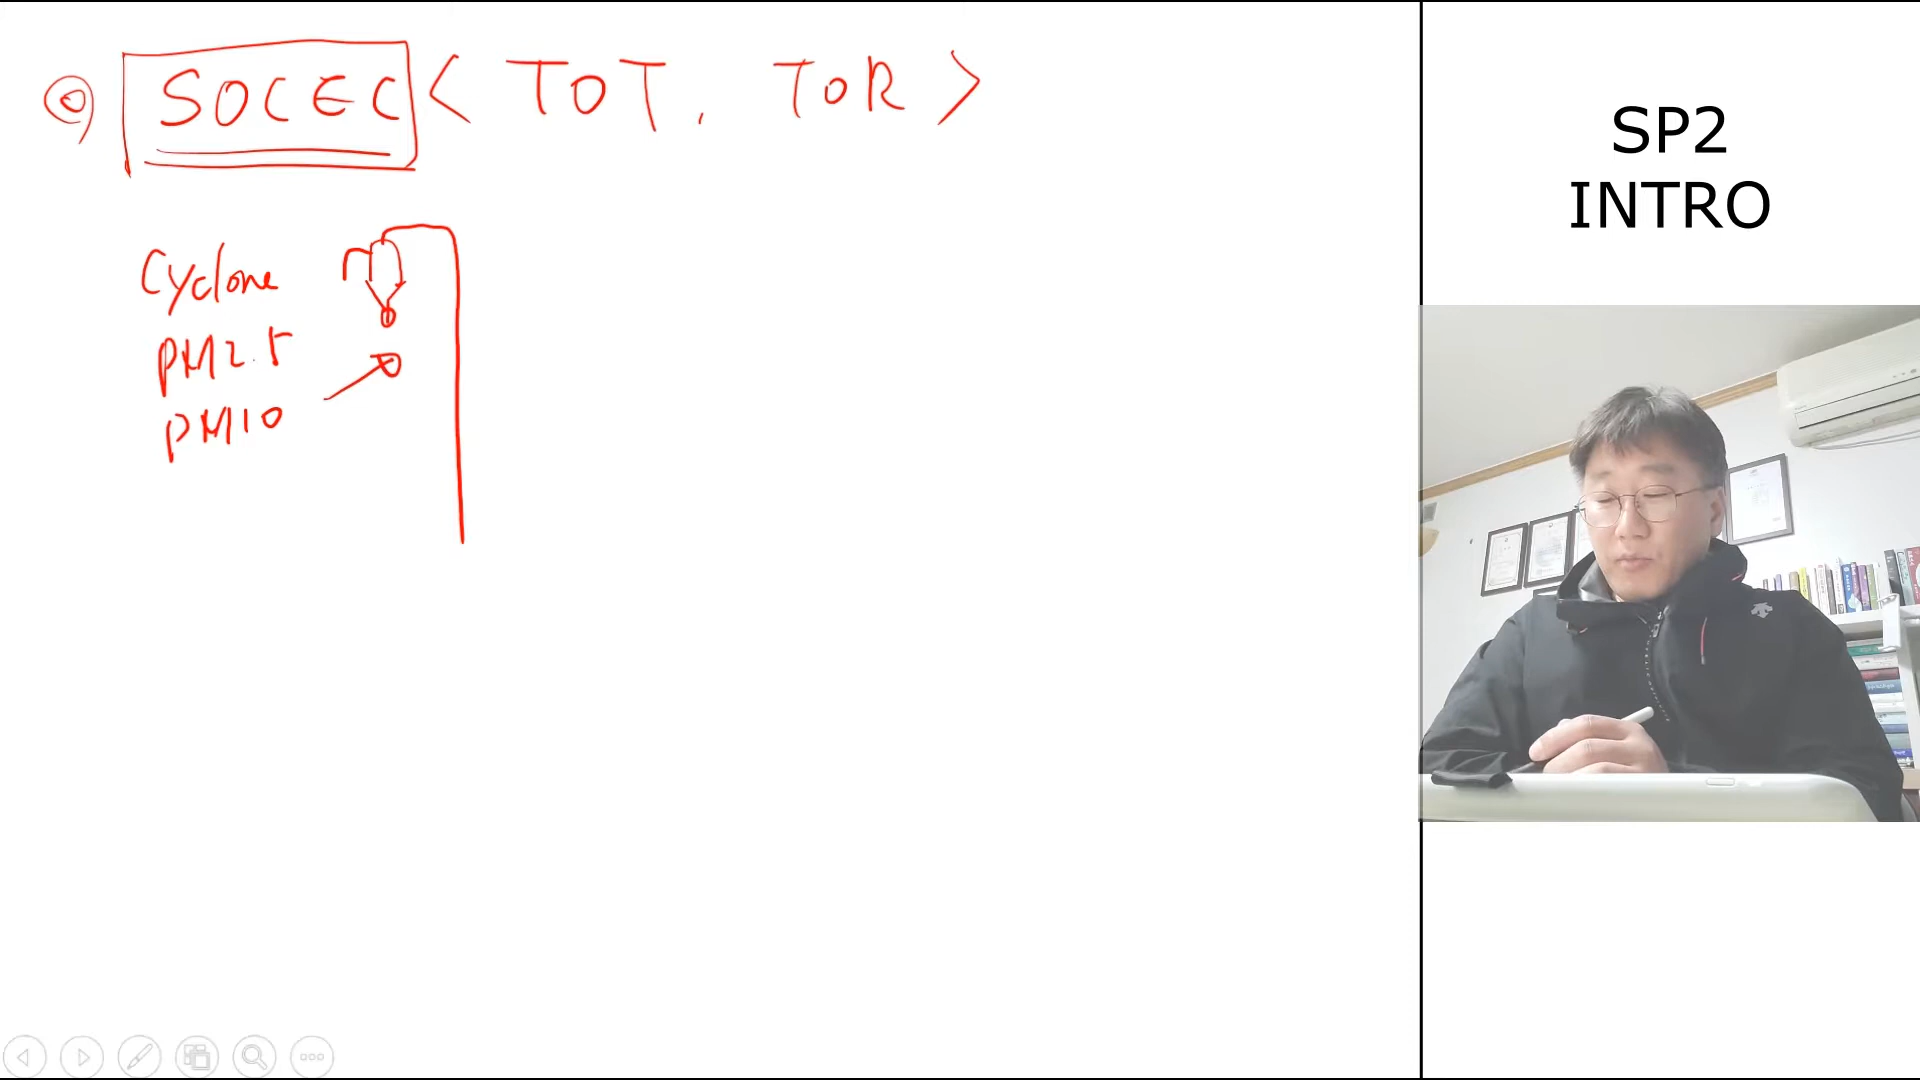 ◎ SOCEC < TOT, TOR >
Cyclone
PM2.5
PM10
SP2
INTRO